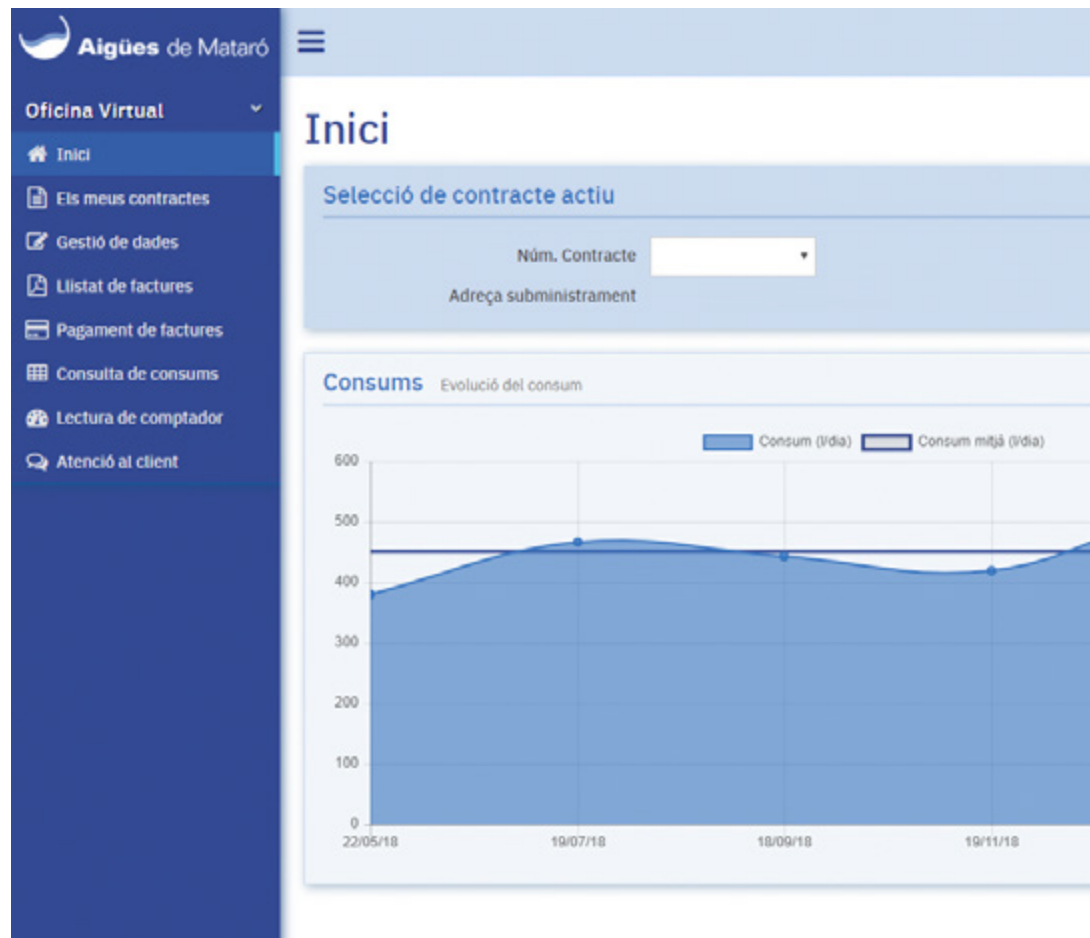 Aigües de Mataró
Oficina Virtual
Inici
Els meus contractes
Gestió de dades
Llistat de factures
Pagament de factures
Consulta de consums
Lectura de comptador
Atenció al client
Inici
Selecció de contracte actiu
Núm. Contracte
Adreça subministrament
Consums Evolució del consum
Consum (l/dia) Consum mitjà (l/dia)
600
500
400
300
200
100
0
22/05/18 19/07/18 18/09/18 19/11/18